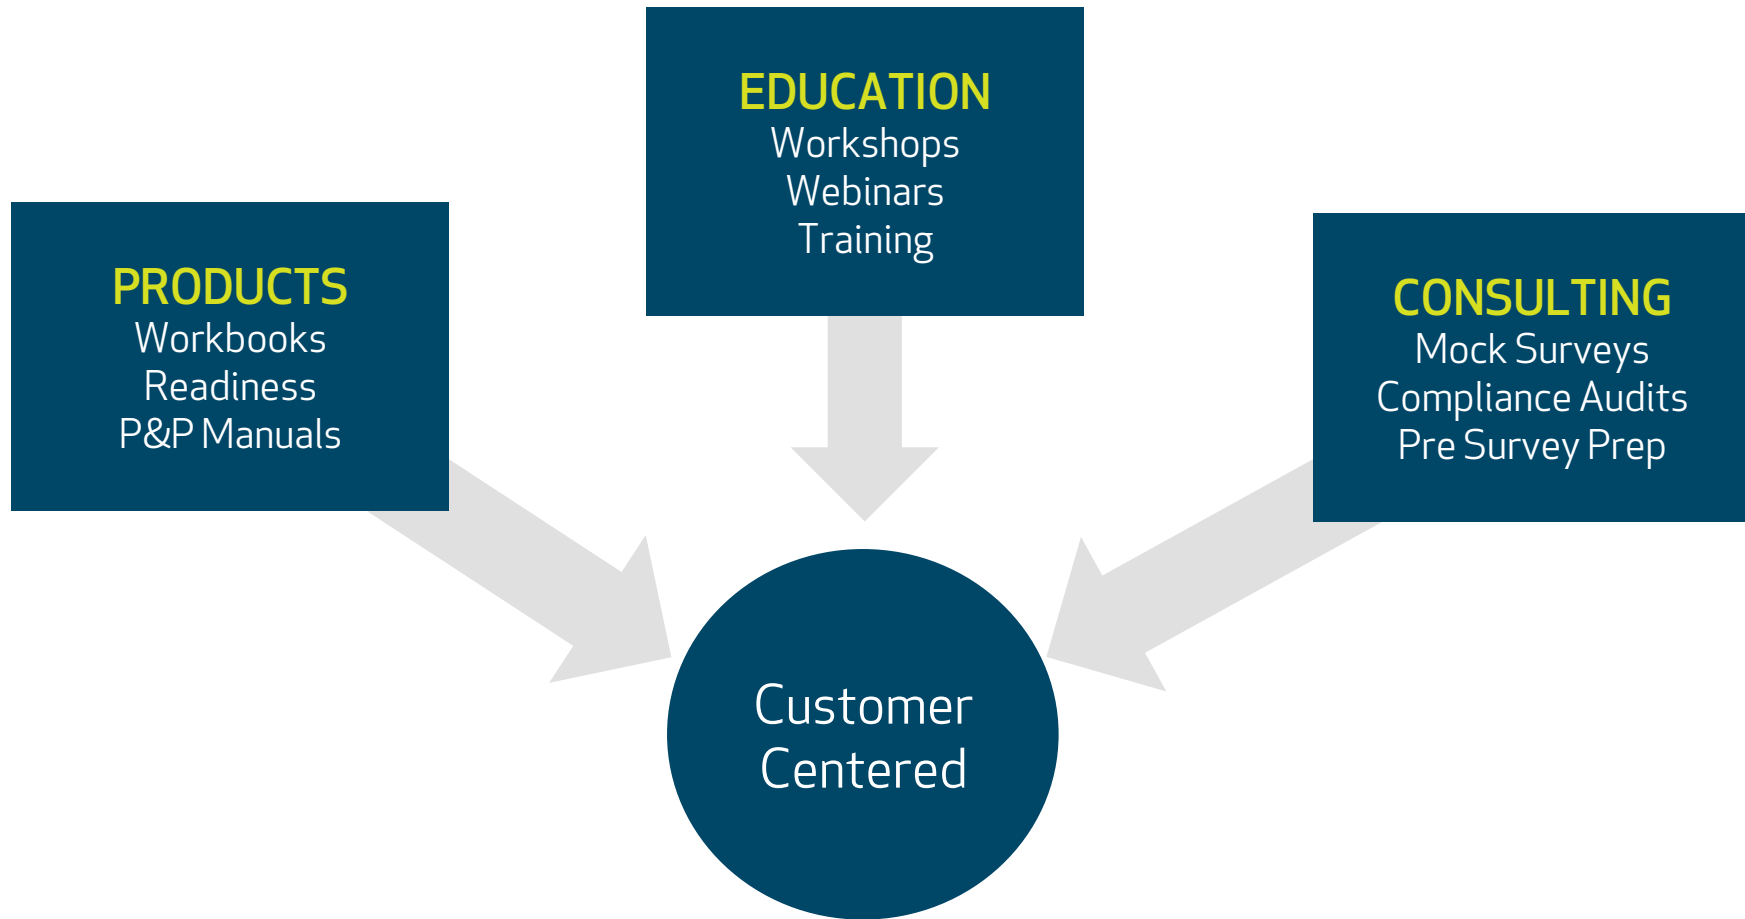 PRODUCTS
Workbooks
Readiness
P&P Manuals
EDUCATION
Workshops
Webinars
Training
CONSULTING
Mock Surveys
Compliance Audits
Pre Survey Prep
Customer
Centered